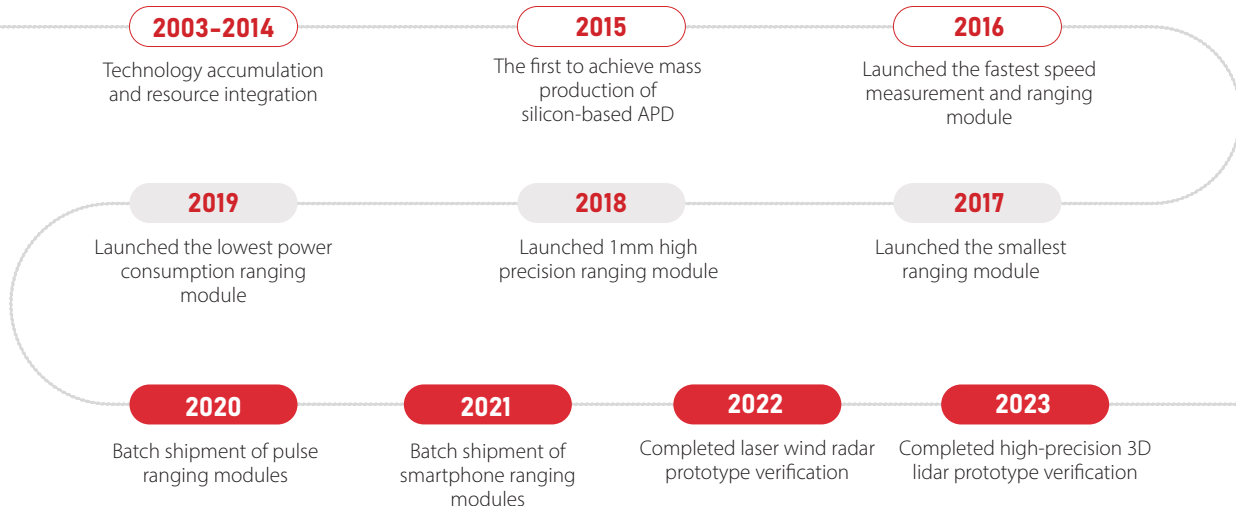 2003-2014
Technology accumulation
and resource integration
2015
The first to achieve mass
production of
silicon-based APD
2016
Launched the fastest speed
measurement and ranging
module
2017
Launched the smallest
ranging module
2018
Launched 1mm high
precision ranging module
2019
Launched the lowest power
consumption ranging
module
2020
Batch shipment of pulse
ranging modules
2021
Batch shipment of
smartphone ranging
modules
2022
Completed laser wind radar
prototype verification
2023
Completed high-precision 3D
lidar prototype verification